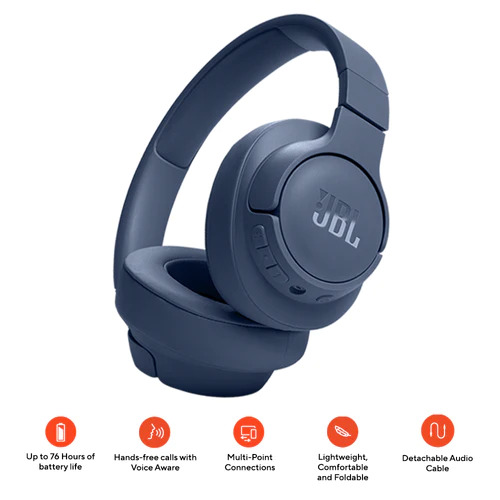 JBL
Up to 76 Hours of
battery life
Hands-free calls with
Voice Aware
Multi-Point
Connections
Lightweight,
Comfortable
and Foldable
Detachable Audio
Cable